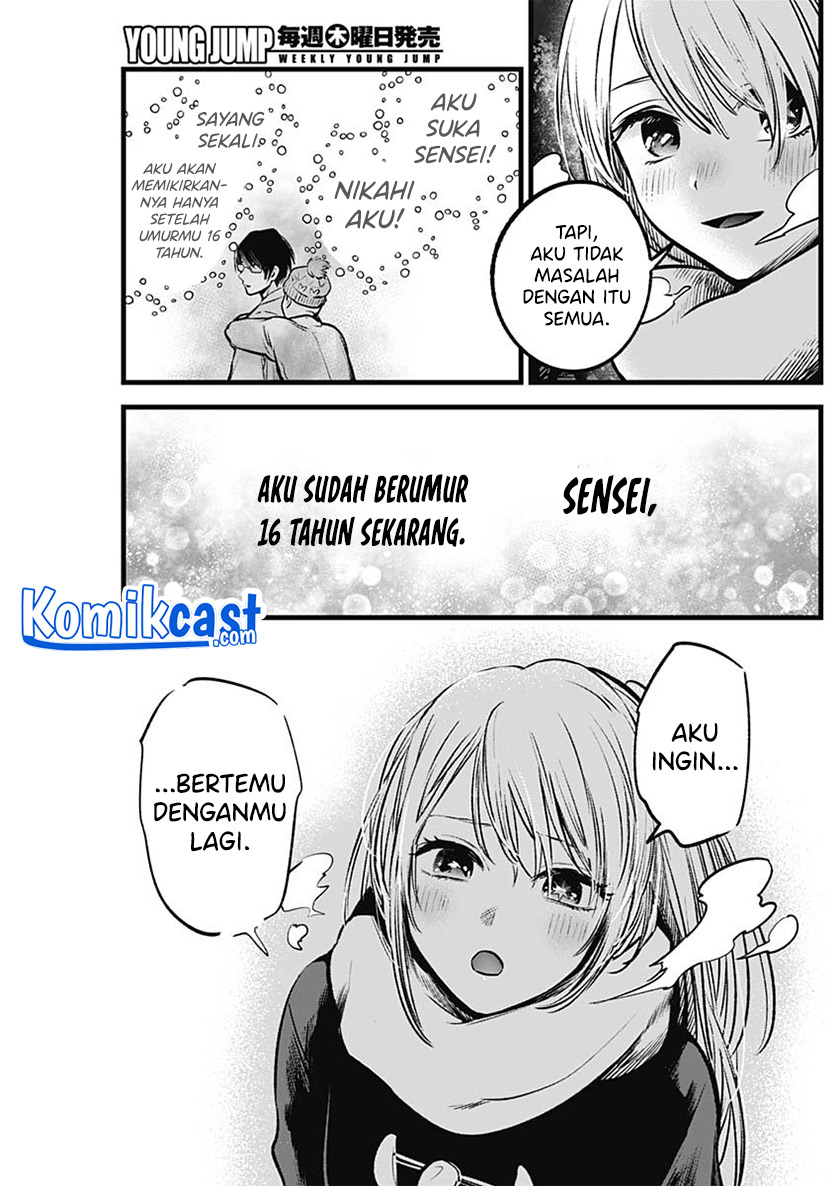 YOUNG JUMP 毎週木曜日発売
WEEKLY YOUNG JUMP
TAPI,
AKU TIDAK
MASALAH
DENGAN ITU
SEMUA.
AKU
SUKA
SENSEI!
NIKAHI
AKU!
SAYANG
SEKALI.
AKU AKAN
MEMIKIRKAN-
NYA HANYA
SETELAH
UMURMU 16
TAHUN.
SENSEI,
AKU SUDAH BERUMUR
16 TAHUN SEKARANG.
Komikcast
.com
AKU
INGIN...
...BERTEMU
DENGANMU
LAGI.